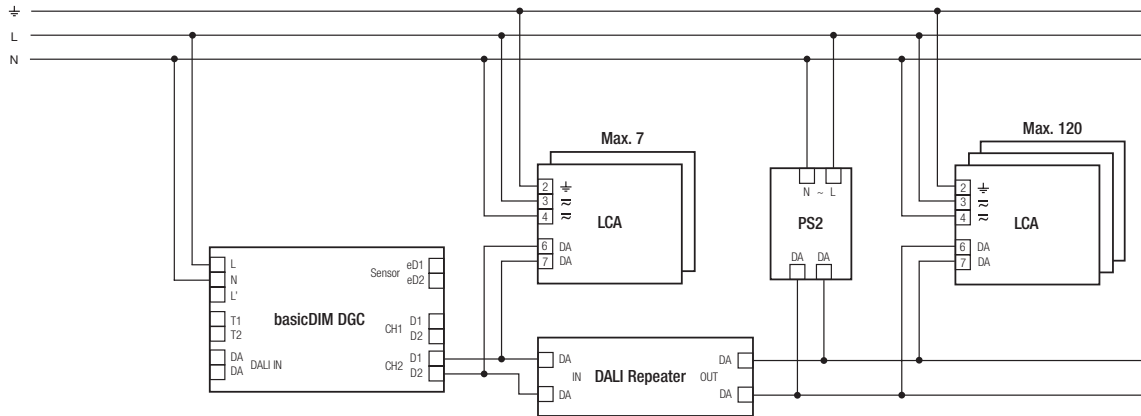 ⏚
L
N
Max. 7
Max. 120
2 ⏚
3
4
LCA
6 DA
7 DA
N ~ L
PS2
DA DA
2 ⏚
3
4
LCA
6 DA
7 DA
L
N
L'
T1
T2
DA
DA
DALI IN
basicDIM DGC
Sensor
eD1
eD2
CH1
D1
D2
CH2
D1
D2
DA
IN
DA
DALI Repeater
DA
OUT
DA